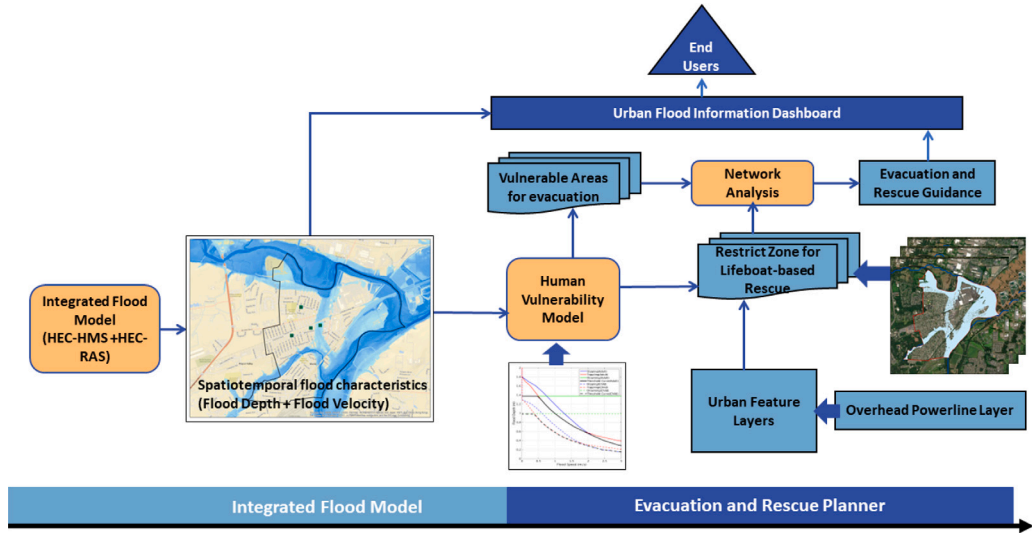 End
Users
Urban Flood Information Dashboard
Vulnerable Areas
for evacuation
Network
Analysis
Evacuation and
Rescue Guidance
Restrict Zone for
Lifeboat-based
Rescue
Human
Vulnerability
Model
Integrated Flood
Model
(HEC-HMS +HEC-
RAS)
Spatiotemporal flood characteristics
(Flood Depth + Flood Velocity)
Urban Feature
Layers
Overhead Powerline Layer
Integrated Flood Model
Evacuation and Rescue Planner